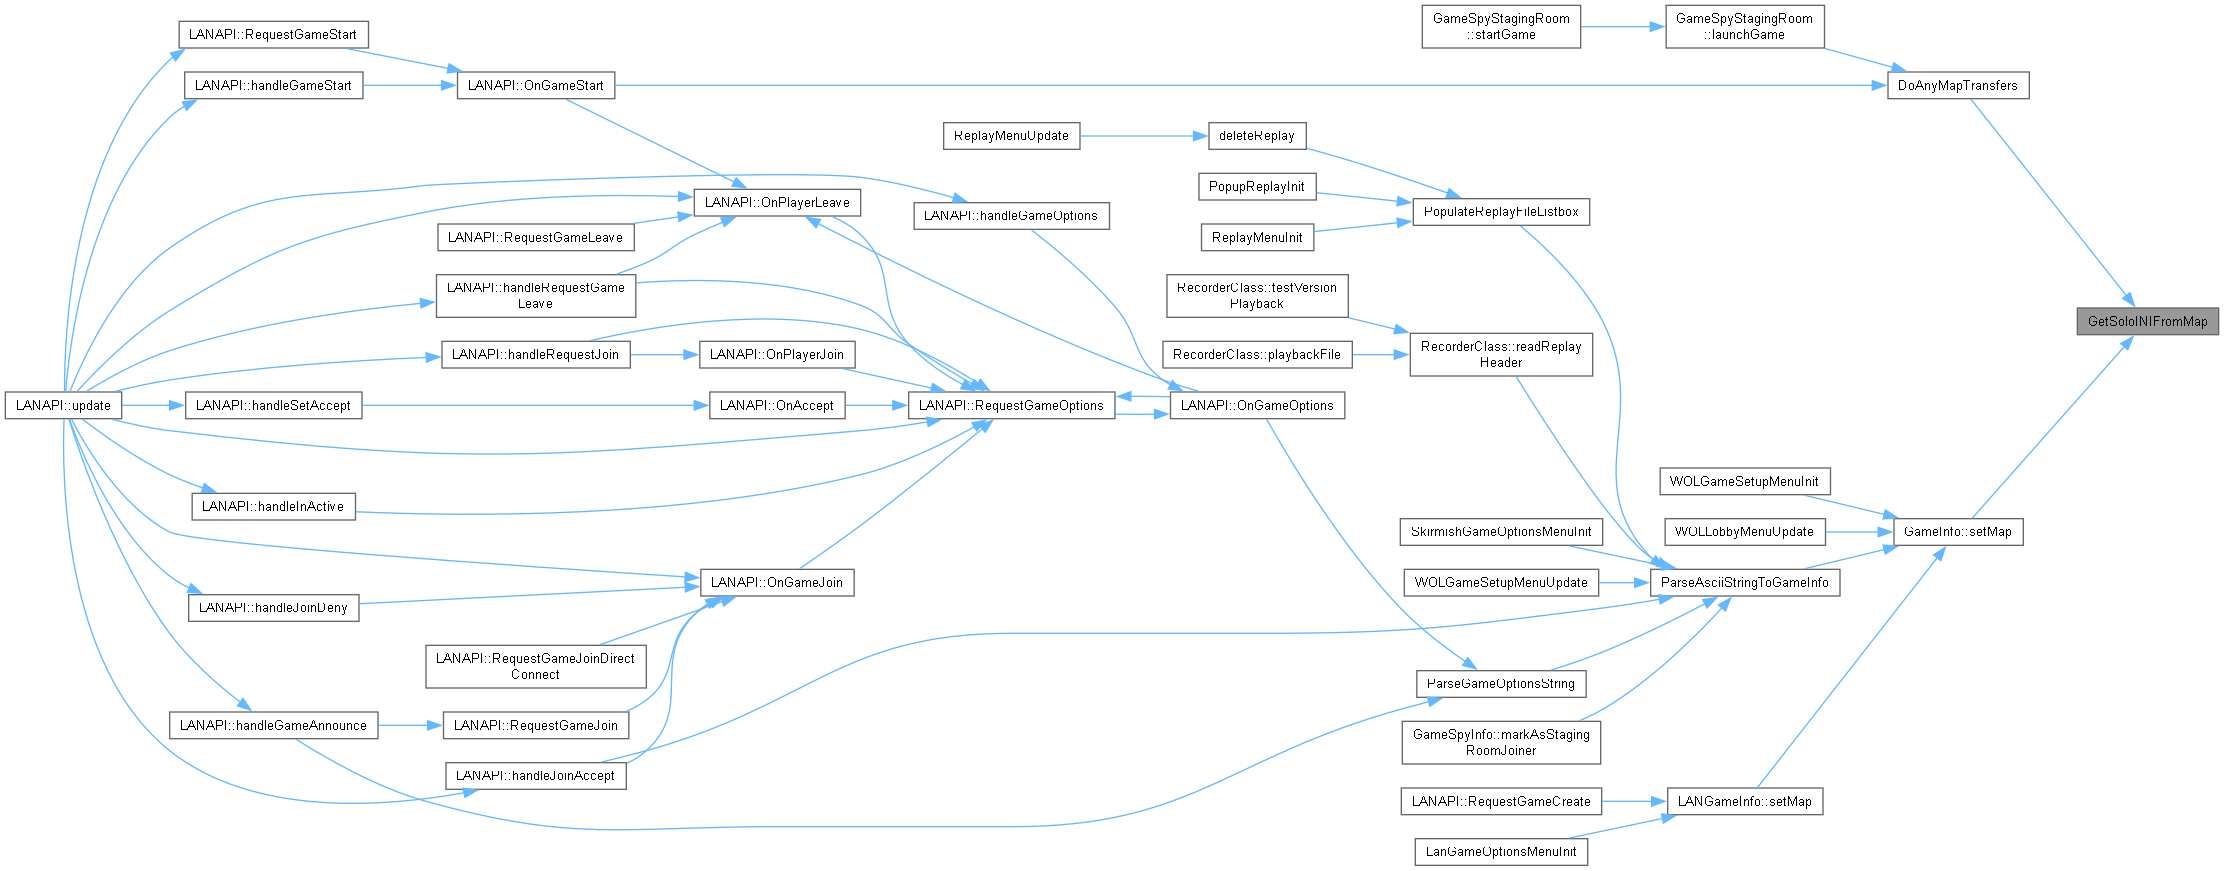 GameSpyStagingRoom
::startGame
GameSpyStagingRoom
::launchGame
LANAPI::RequestGameStart
LANAPI::handleGameStart
LANAPI::OnGameStart
DoAnyMapTransfers
ReplayMenuUpdate
deleteReplay
PopupReplayInit
LANAPI::OnPlayerLeave
LANAPI::handleGameOptions
PopulateReplayFileListbox
LANAPI::RequestGameLeave
ReplayMenuInit
LANAPI::handleRequestGame
Leave
RecorderClass::testVersion
Playback
GetSoloINIFromMap
LANAPI::handleRequestJoin
LANAPI::OnPlayerJoin
RecorderClass::playbackFile
RecorderClass::readReplay
Header
LANAPI::update
LANAPI::handleSetAccept
LANAPI::OnAccept
LANAPI::RequestGameOptions
LANAPI::OnGameOptions
WOLGameSetupMenuInit
LANAPI::handleInActive
SkirmishGameOptionsMenuInit
WOLLobbyMenuUpdate
GameInfo::setMap
LANAPI::OnGameJoin
WOLGameSetupMenuUpdate
ParseAsciiStringToGameInfo
LANAPI::handleJoinDeny
LANAPI::RequestGameJoinDirect
Connect
ParseGameOptionsString
LANAPI::handleGameAnnounce
LANAPI::RequestGameJoin
GameSpyInfo::markAsStaging
RoomJoiner
LANAPI::handleJoinAccept
LANAPI::RequestGameCreate
LANGameInfo::setMap
LanGameOptionsMenuInit